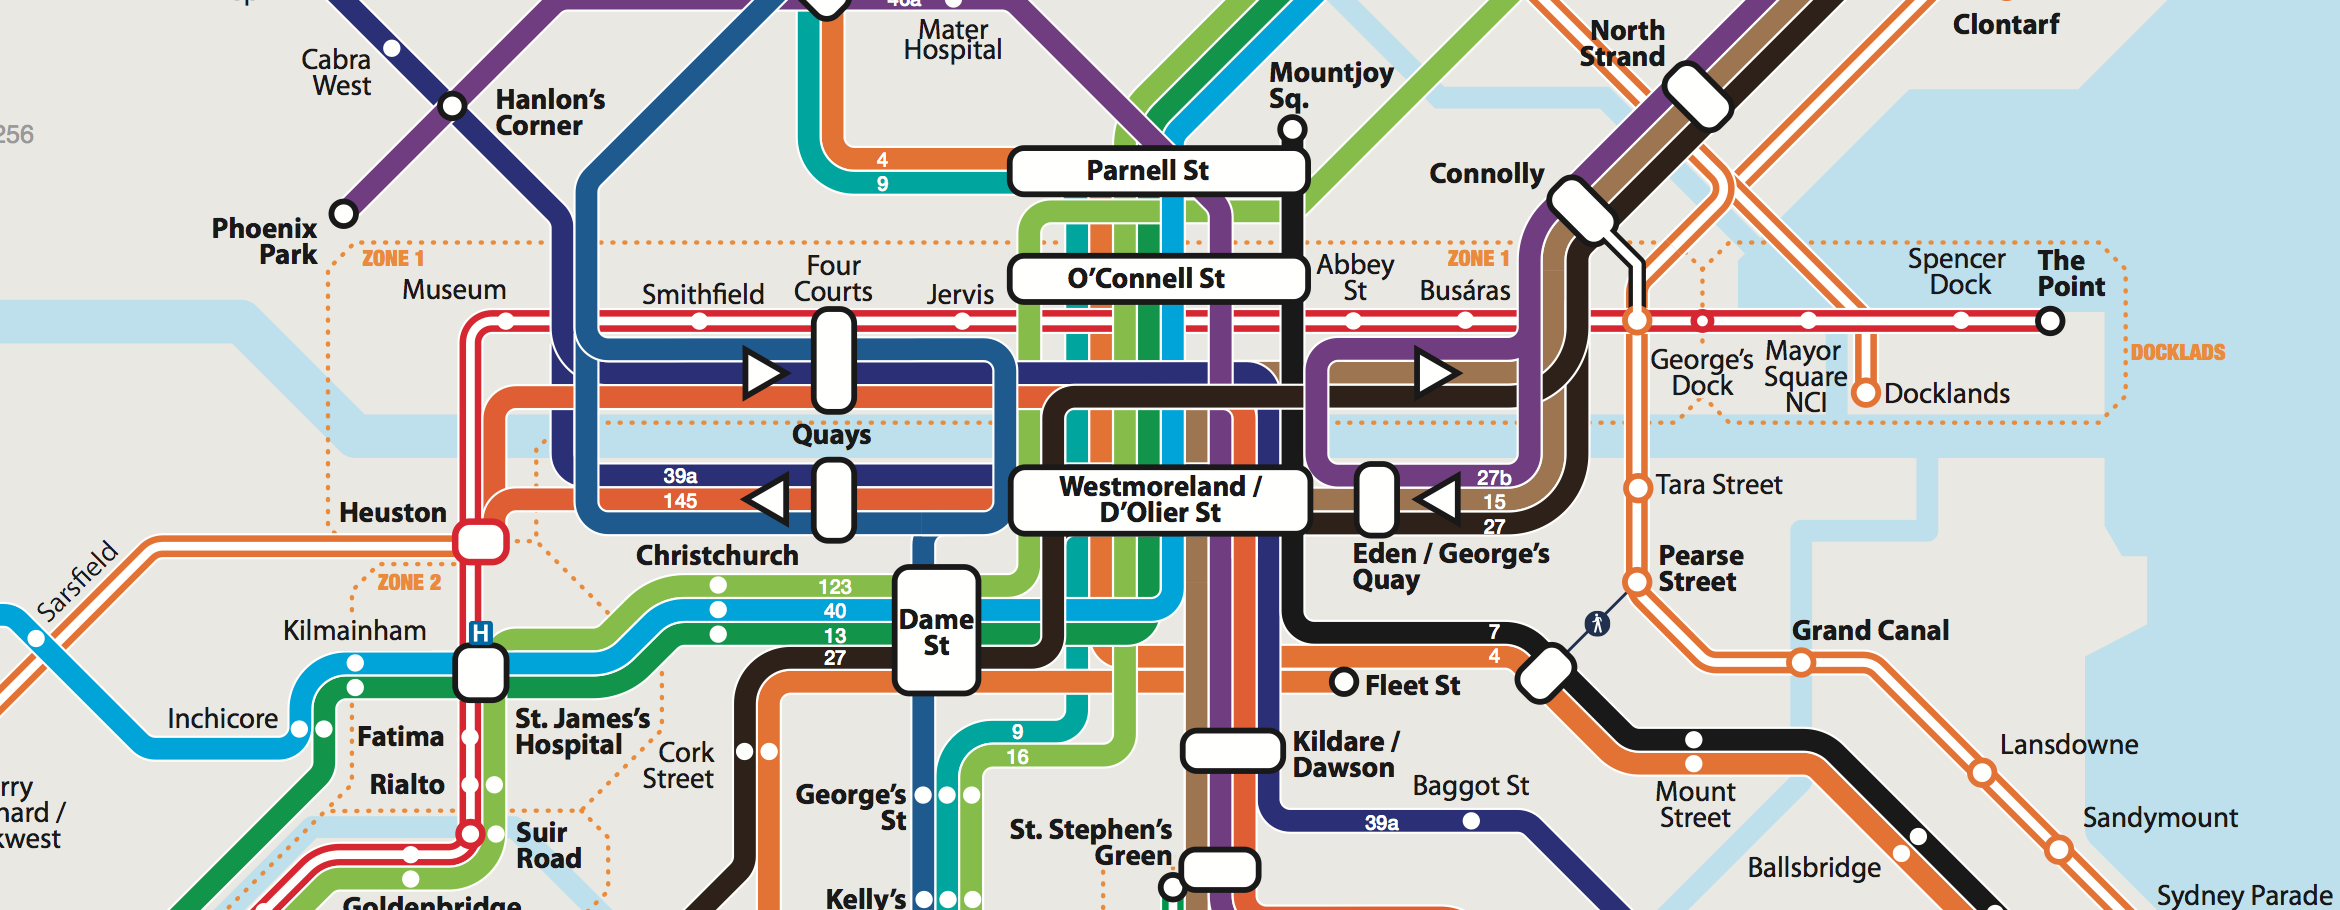 46a
Mater
Hospital
Cabra
West
Hanlon's
Corner
256
Phoenix
Park
North
Strand
Clontarf
Mountjoy
Sq.
Connolly
4
9
Parnell St
ZONE 1
Museum
Smithfield
Four
Courts
Jervis
O'Connell St
Abbey
St
ZONE 1
Busáras
Spencer
Dock
The
Point
George's
Dock
Mayor
Square
NCI
DOCKLADS
Docklands
Quays
39a
145
Westmoreland /
D'Olier St
27b
15
27
Tara Street
Heuston
Sarsfield
ZONE 2
Christchurch
Eden / George's
Quay
Pearse
Street
123
40
13
27
Dame
St
7
4
Kilmainham
H
Grand Canal
Fleet St
Inchicore
St. James's
Hospital
Fatima
Rialto
Cork
Street
9
16
Kildare /
Dawson
Lansdowne
rry
nard /
kwest
Suir
Road
George's
St
Baggot St
39a
Mount
Street
Sandymount
St. Stephen's
Green
Ballsbridge
Goldenbridge
Kelly's
Sydney Parade